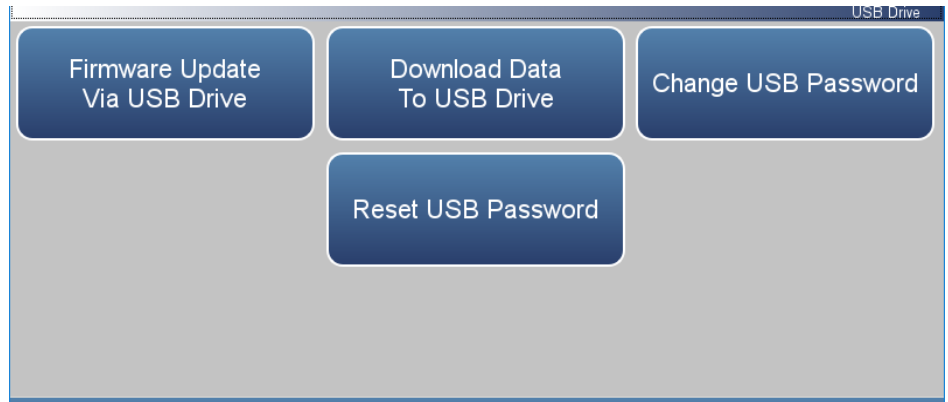 USB Drive
Firmware Update
Via USB Drive
Download Data
To USB Drive
Change USB Password
Reset USB Password